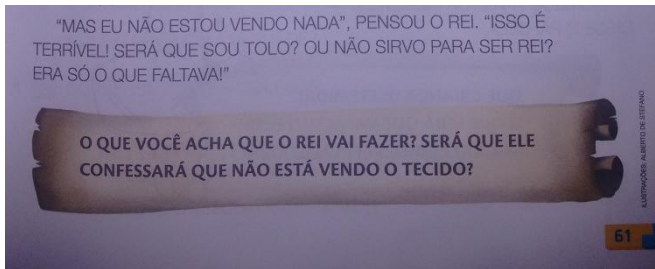 “MAS EU NÃO ESTOU VENDO NADA”, PENSOU O REI. “ISSO É
TERRÍVEL! SERÁ QUE SOU TOLO? OU NÃO SIRVO PARA SER REI?
ERA SÓ O QUE FALTAVA!”
O QUE VOCÊ ACHA QUE O REI VAI FAZER? SERÁ QUE ELE
CONFESSARÁ QUE NÃO ESTÁ VENDO O TECIDO?
ILUSTRAÇÕES: ALBERTO DE STEFANO
61